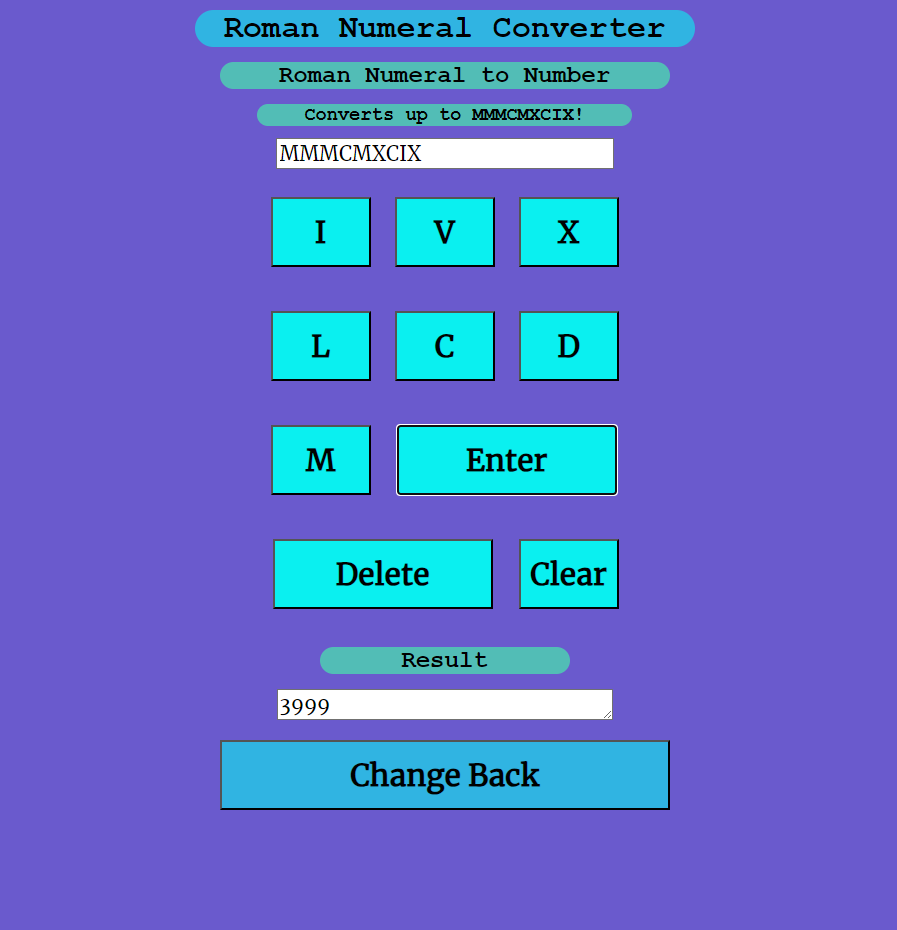 Roman Numeral Converter
Roman Numeral to Number
Converts up to MMMCMXCIX!
MMMCMXCIX
I V X
L C D
M Enter
Delete Clear
Result
3999
Change Back